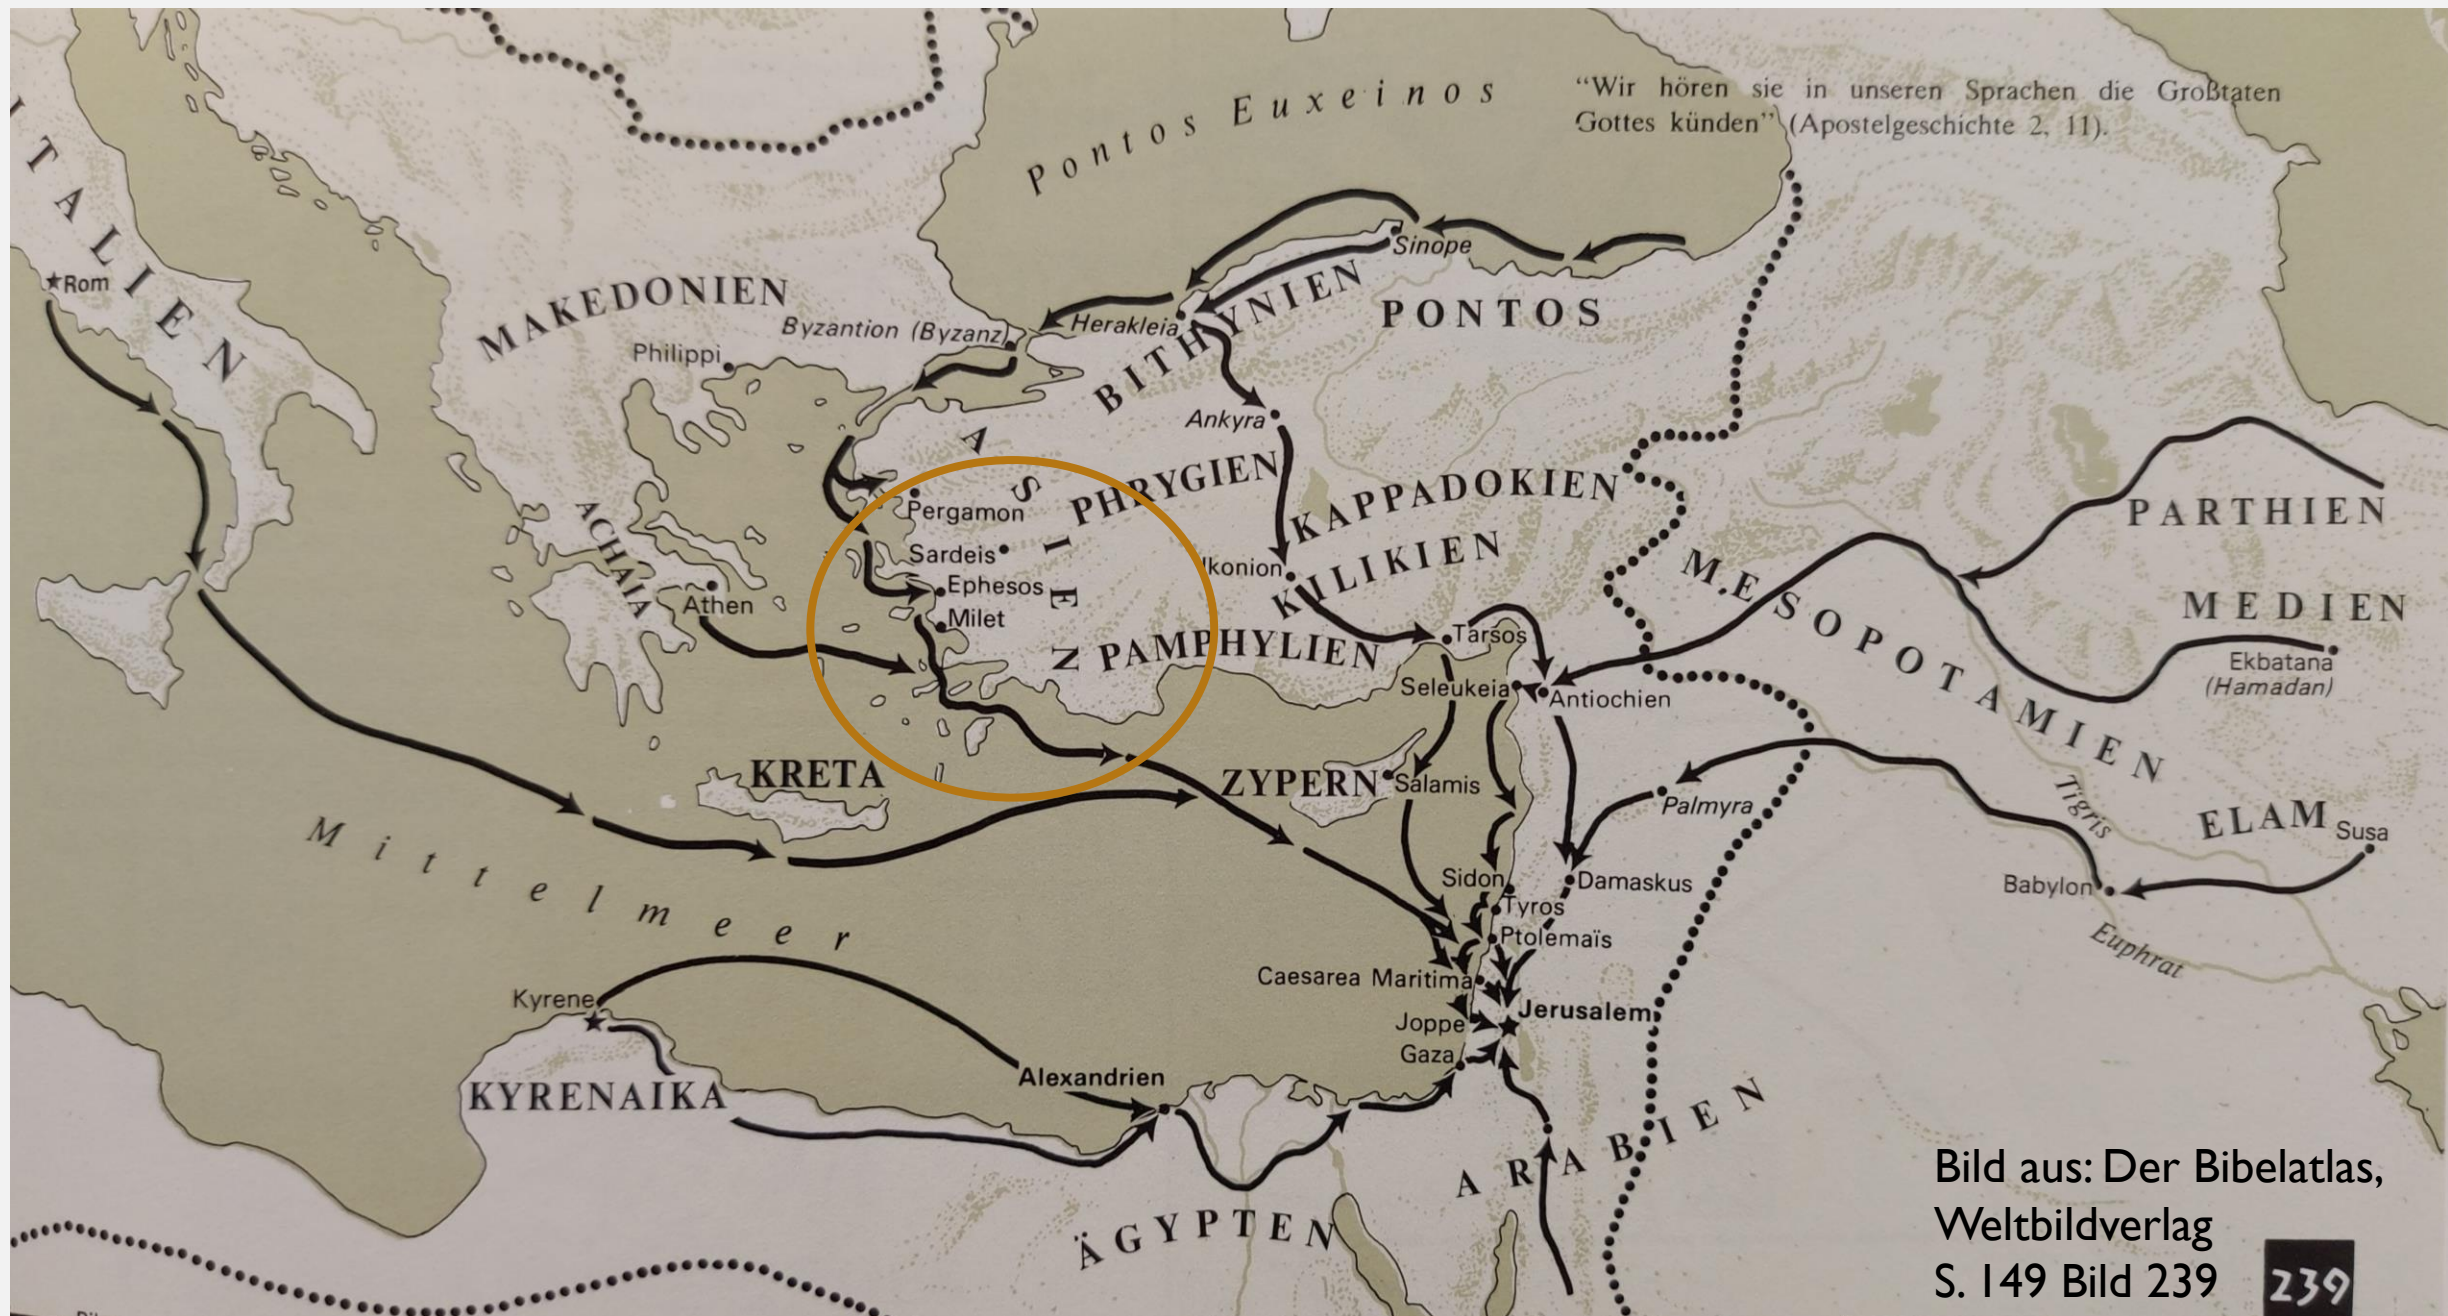 "Wir hören sie in unseren Sprachen die Großtaten
Gottes künden" (Apostelgeschichte 2, 11).
Pontos Euxeinos
ITALIEN
Rom
MAKEDONIEN
Philippi
Byzantion (Byzanz)
Herakleia
Sinope
BITHYNIEN
PONTOS
Ankyra
ASIEN
PHRYGIEN
KAPPADOKIEN
Pergamon
Sardeis
Ephesos
Milet
ACHAIA
Athen
Ikonion
KILIKIEN
PAMPHYLIEN
Tarsos
Seleukeia
Antiochien
MESOPOTAMIEN
PARTHIEN
MEDIEN
Ekbatana
(Hamadan)
KRETA
ZYPERN
Salamis
Palmyra
Tigris
ELAM
Susa
Babylon
Euphrat
Mittelmeer
Sidon
Damaskus
Tyros
Ptolemaïs
Caesarea Maritima
Jerusalem
Joppe
Gaza
Kyrene
KYRENAIKA
Alexandrien
ÄGYPTEN
ARABIEN
Bild aus: Der Bibelatlas,
Weltbildverlag
S. 149 Bild 239
239